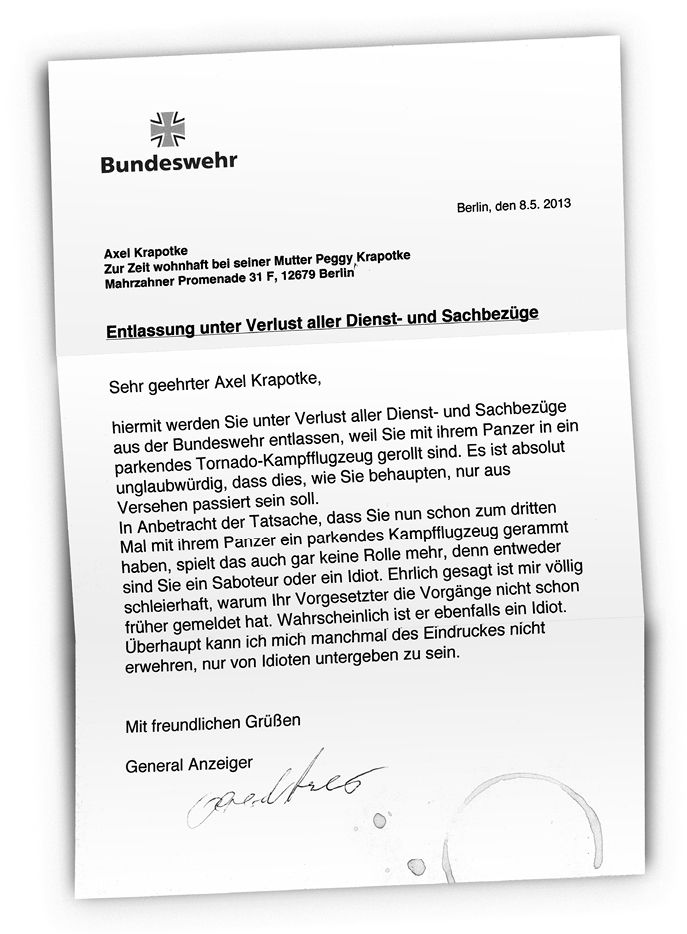 Bundeswehr
Berlin, den 8.5. 2013
Axel Krapotke
Zur Zeit wohnhaft bei seiner Mutter Peggy Krapotke
Mahrzahner Promenade 31 F, 12679 Berlin
Entlassung unter Verlust aller Dienst- und Sachbezüge
Sehr geehrter Axel Krapotke,
hiermit werden Sie unter Verlust aller Dienst- und Sachbezüge
aus der Bundeswehr entlassen, weil Sie mit ihrem Panzer in ein
parkendes Tornado-Kampfflugzeug gerollt sind. Es ist absolut
unglaubwürdig, dass dies, wie Sie behaupten, nur aus
Versehen passiert sein soll.
In Anbetracht der Tatsache, dass Sie nun schon zum dritten
Mal mit ihrem Panzer ein parkendes Kampfflugzeug gerammt
haben, spielt das auch gar keine Rolle mehr, denn entweder
sind Sie ein Saboteur oder ein Idiot. Ehrlich gesagt ist mir völlig
schleierhaft, warum Ihr Vorgesetzter die Vorgänge nicht schon
früher gemeldet hat. Wahrscheinlich ist er ebenfalls ein Idiot.
Überhaupt kann ich mich manchmal des Eindruckes nicht
erwehren, nur von Idioten untergeben zu sein.
Mit freundlichen Grüßen
General Anzeiger